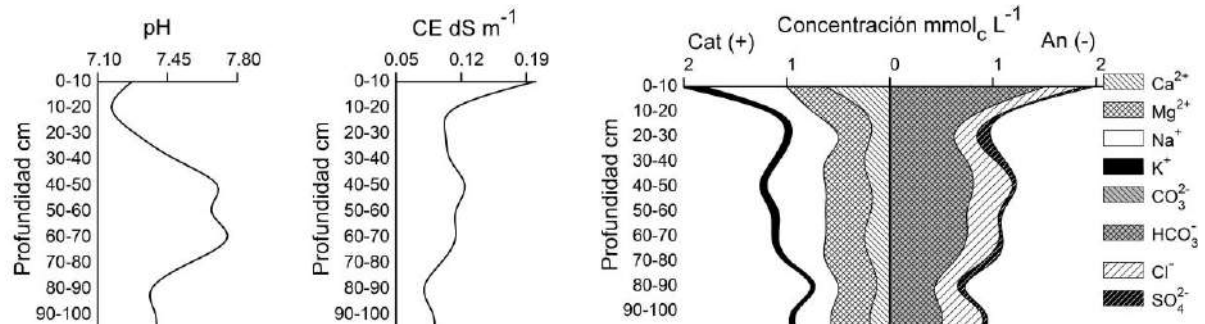 pH
7.10 7.45 7.80
Profundidad cm
0-10
10-20
20-30
30-40
40-50
50-60
60-70
70-80
80-90
90-100
CE dS m⁻¹
0.05 0.12 0.19
Profundidad cm
0-10
10-20
20-30
30-40
40-50
50-60
60-70
70-80
80-90
90-100
Concentración mmol_c L⁻¹
Cat (+) An (-)
2 1 0 1 2
Profundidad cm
0-10
10-20
20-30
30-40
40-50
50-60
60-70
70-80
80-90
90-100
Ca²⁺
Mg²⁺
Na⁺
K⁺
CO₃²⁻
HCO₃⁻
Cl⁻
SO₄²⁻